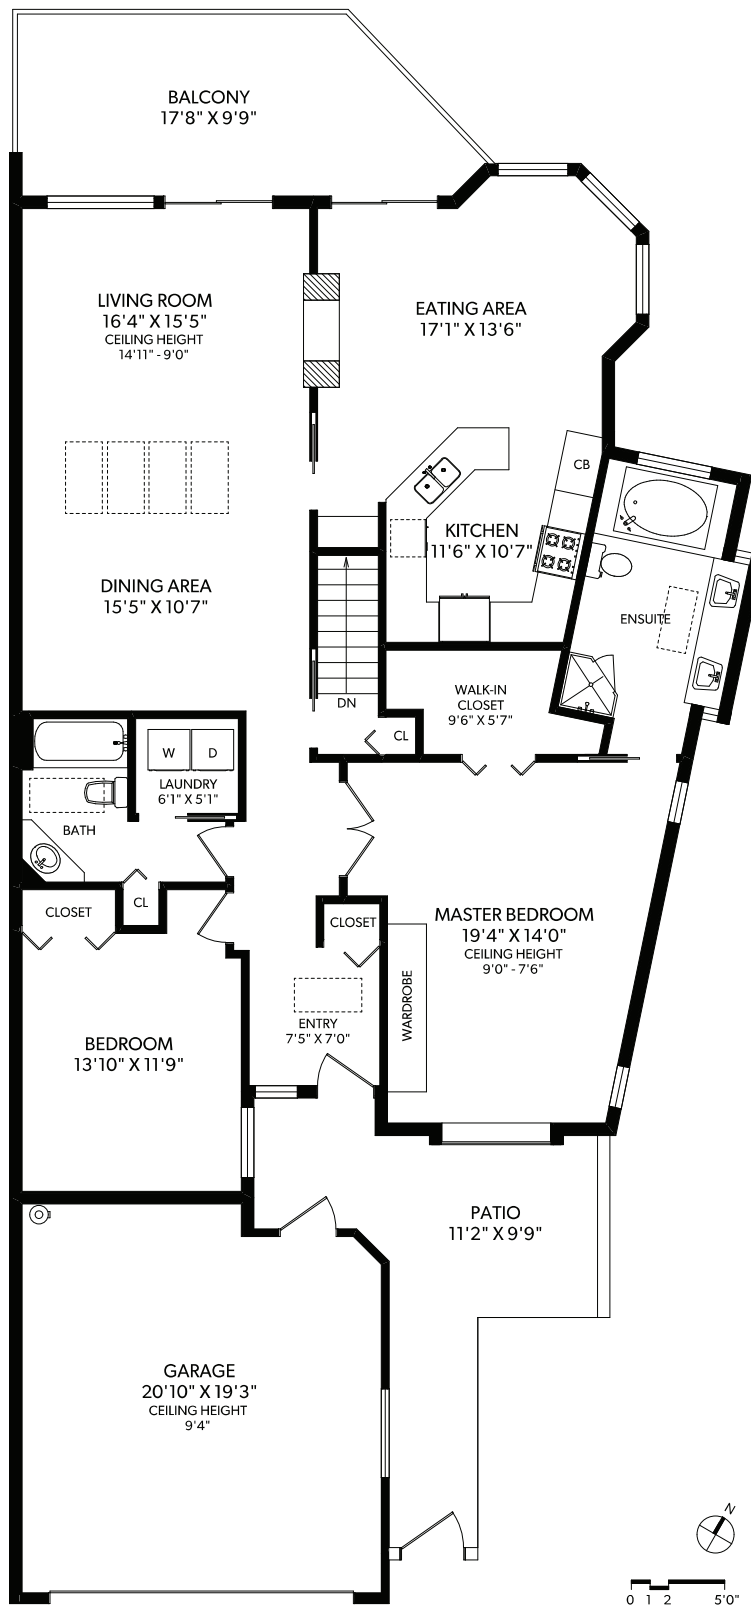 BALCONY
17'8" X 9'9"
LIVING ROOM
16'4" X 15'5"
CEILING HEIGHT
14'11" - 9'0"
EATING AREA
17'1" X 13'6"
CB
KITCHEN
11'6" X 10'7"
DINING AREA
15'5" X 10'7"
ENSUITE
DN
WALK-IN
CLOSET
9'6" X 5'7"
CL
W
D
LAUNDRY
6'1" X 5'1"
BATH
CLOSET
CL
CLOSET
MASTER BEDROOM
19'4" X 14'0"
CEILING HEIGHT
9'0" - 7'6"
WARDROBE
ENTRY
7'5" X 7'0"
BEDROOM
13'10" X 11'9"
PATIO
11'2" X 9'9"
GARAGE
20'10" X 19'3"
CEILING HEIGHT
9'4"
N
0 1 2 5'0"